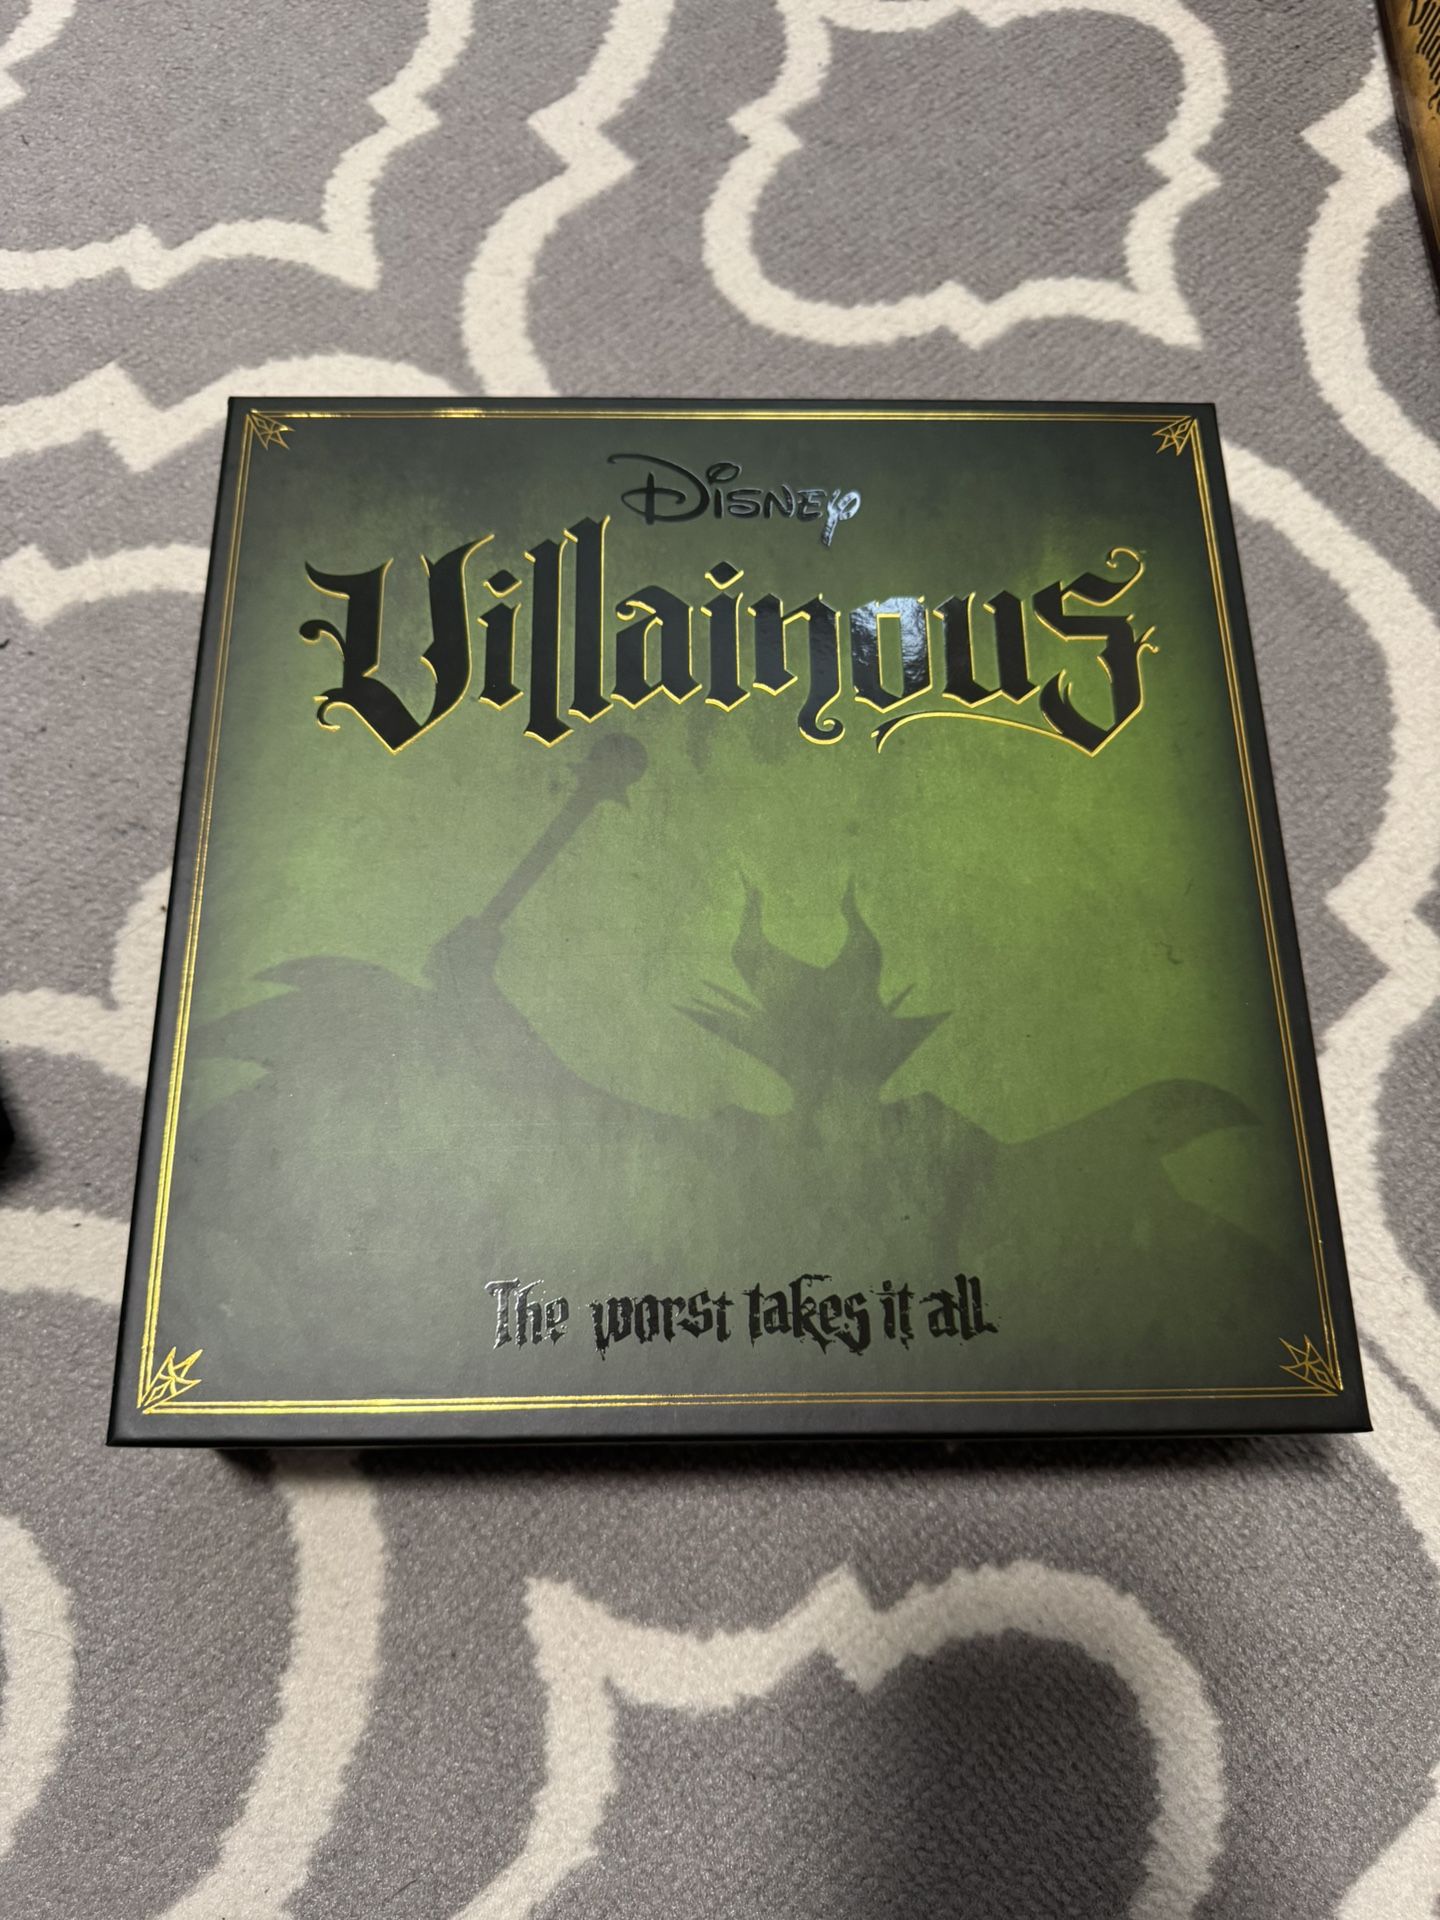 Disney
Villainous
The worst takes it all.